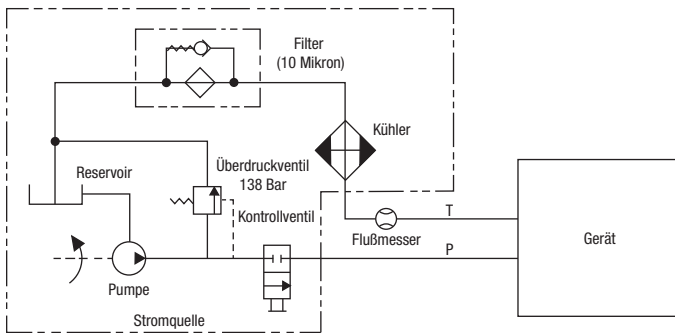 Filter
(10 Mikron)
Kühler
Reservoir
Überdruckventil
138 Bar
Kontrollventil
T
Flußmesser
Gerät
P
Pumpe
Stromquelle